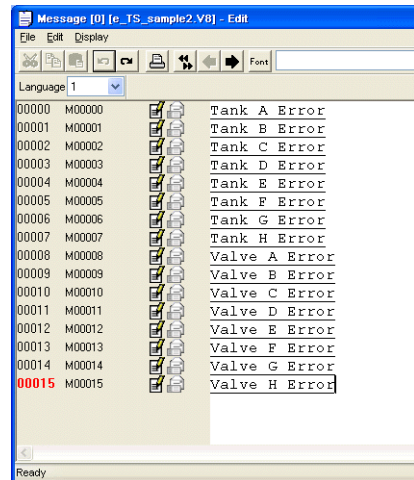 Message [0] [e_TS_sample2.V8] - Edit
File Edit Display
Font
Language 1
00000 M00000 Tank A Error
00001 M00001 Tank B Error
00002 M00002 Tank C Error
00003 M00003 Tank D Error
00004 M00004 Tank E Error
00005 M00005 Tank F Error
00006 M00006 Tank G Error
00007 M00007 Tank H Error
00008 M00008 Valve A Error
00009 M00009 Valve B Error
00010 M00010 Valve C Error
00011 M00011 Valve D Error
00012 M00012 Valve E Error
00013 M00013 Valve F Error
00014 M00014 Valve G Error
00015 M00015 Valve H Error
Ready